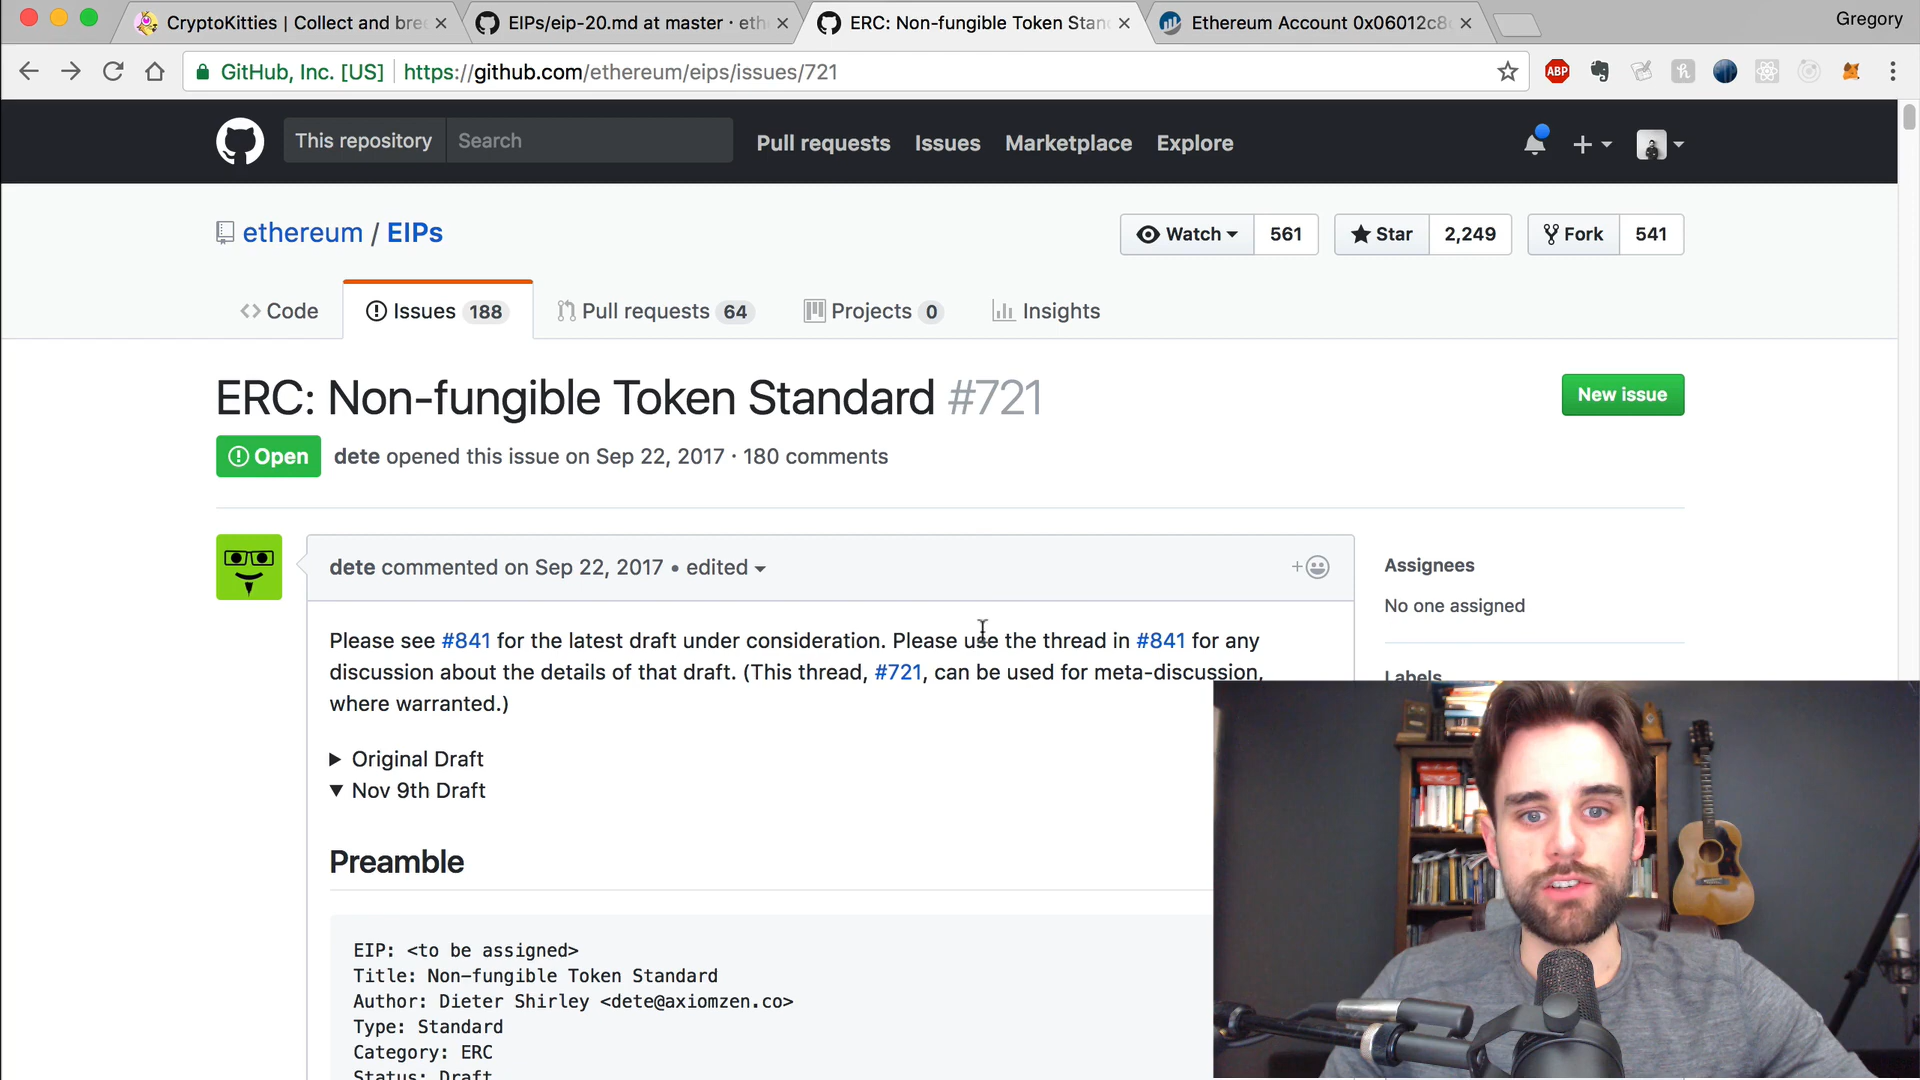 CryptoKitties | Collect and bree
EIPs/eip-20.md at master · ethe
ERC: Non-fungible Token Stand
Ethereum Account 0x06012c8c
Gregory
GitHub, Inc. [US]
https://github.com/ethereum/eips/issues/721
ABP
This repository
Search
Pull requests
Issues
Marketplace
Explore
ethereum / EIPs
Watch
561
Star
2,249
Fork
541
Code
Issues 188
Pull requests 64
Projects 0
Insights
ERC: Non-fungible Token Standard #721
New issue
Open
dete opened this issue on Sep 22, 2017 · 180 comments
dete commented on Sep 22, 2017 • edited
Assignees
No one assigned
Labels
Please see #841 for the latest draft under consideration. Please use the thread in #841 for any
discussion about the details of that draft. (This thread, #721, can be used for meta-discussion,
where warranted.)
Original Draft
Nov 9th Draft
Preamble
EIP: <to be assigned>
Title: Non-fungible Token Standard
Author: Dieter Shirley <dete@axiomzen.co>
Type: Standard
Category: ERC
Status: Draft